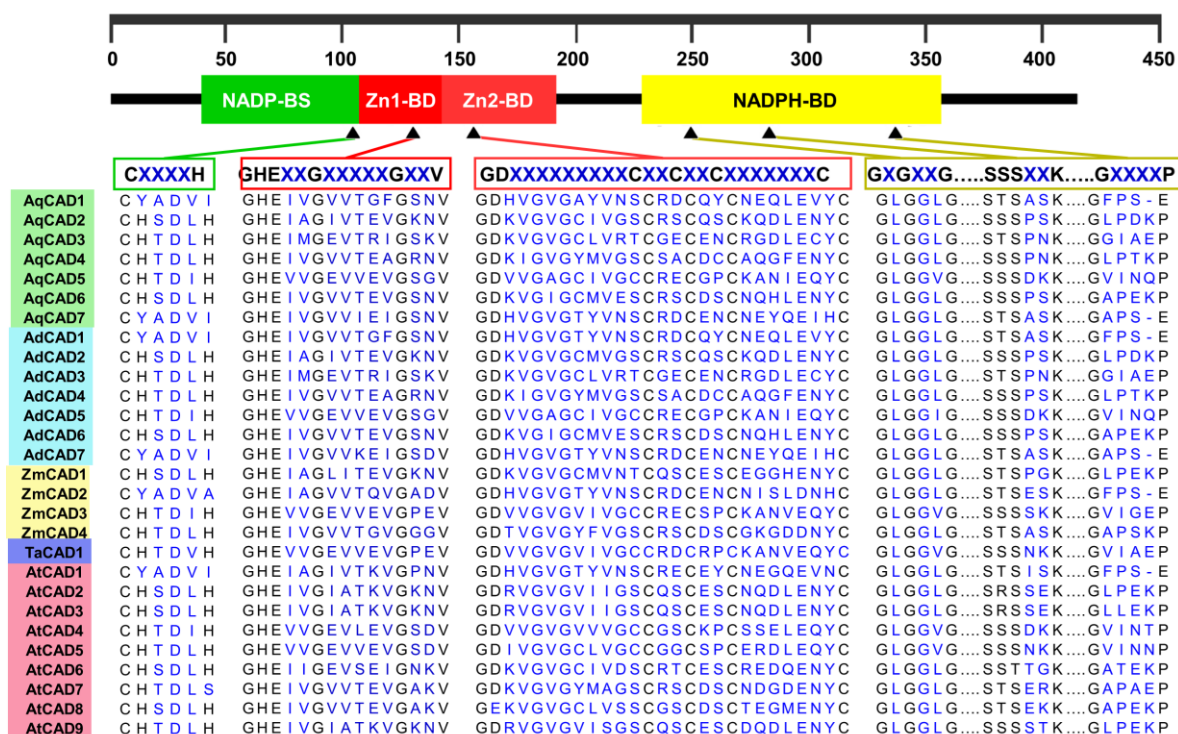 0 50 100 150 200 250 300 350 400 450
NADP-BS Zn1-BD Zn2-BD NADPH-BD
CXXXXH GHEXXGXXXXXGXXV GDXXXXXXXXXCXXCXXCXXXXXXXC GXGXXG.....SSSXXK.....GXXXXP
AqCAD1 CYADVI GHEIVGVVTGFGSNV GDHVGVGAYVNSCRDCQYCNEQLEVYC GLGGLG....STSASK....GFPS-E
AqCAD2 CHSDLH GHEIAGIVTEVGKNV GDKVGVGCMVGSCRQCSQCSKQDLENYC GLGGLG....SSSPSK....GLPDKP
AqCAD3 CHTDLH GHEIMGEVTRIGSKV GDKVGVGCLVRTCGECENCRGDLECYC GLGGLG....STSPNK....GGIAEP
AqCAD4 CHTDLH GHEIVGVVTEAGRNV GDKIGVGYMVGSCSACDCCAQGFENYC GLGGLG....SSSPNK....GLPTKP
AqCAD5 CHTDIH GHEVVGEVVEVGSGV GDVVGAGCIVGCCRECGPCKANIEQYC GLGGVG....SSSDKK....GVINQP
AqCAD6 CHSDLH GHEIVGVVTEVGSNV GDKVGIGCMVESCRSCDSCNQHLENYC GLGGLG....SSSPSK....GAPEKP
AqCAD7 CYADVI GHEIVGVVIEIGSNV GDHVGVGTYVNSCRDCENCNEYQEIHC GLGGLG....STSASK....GAPS-E
AdCAD1 CYADVI GHEIVGVVTGFGSNV GDHVGVGTYVNSCRDCQYCNEQLEVYC GLGGLG....STSASK....GFPS-E
AdCAD2 CHSDLH GHEIAGIVTEVGKNV GDKVGVGCMVGSCRQCSQCSKQDLENYC GLGGLG....SSSPSK....GLPDKP
AdCAD3 CHTDLH GHEIMGEVTRIGSKV GDKVGVGCLVRTCGECENCRGDLECYC GLGGLG....STSPNK....GGIAEP
AdCAD4 CHTDLH GHEIVGVVTEAGRNV GDKVGVGYMVGSCSACDCCAQGFENYC GLGGLG....SSSPNK....GLPTKP
AdCAD5 CHTDIH GHEVVGEVVEVGSGV GDVVGAGCIVGCCRECGPCKANIEQYC GLGGIG....SSSDKK....GVINQP
AdCAD6 CHSDLH GHEIVGVVTEVGSNV GDKVGIGCMVESCRSCDSCNQHLENYC GLGGLG....SSSPSK....GAPEKP
AdCAD7 CYADVI GHEIVGVVKEIGSDV GDHVGVGTYVNSCRDCENCNEYQEIHC GLGGLG....STSASK....GAPS-E
ZmCAD1 CHSDLH GHEIAGLITEVGKNV GDKVGVGCMVNTCQSCESCEGGHENYC GLGGLG....STSPGK....GLPEKP
ZmCAD2 CYADVA GHEIAGVVTQVGADV GDHVGVGTYVNSCRDCENCNISLDNHC GLGGLG....STSESK....GFPS-E
ZmCAD3 CHTDIH GHEVVGEVVEVGPEV GDVVGVGVIVGCCRECSPCKANVEQYC GLGGVG....SSSSKK....GVIGEP
ZmCAD4 CHTDLH GHEIVGVVTGVGGGV GDTVGVGYFVGSCRSCDSCGKGDDNYC GLGGLG....STSASK....GAPSKP
TaCAD1 CHTDVH GHEVVGEVVEVGPEV GDVVGVGVIVGCCRDCRPCKANVEQYC GLGGVG....SSSNKK....GVIAEP
AtCAD1 CYADVI GHEIAGIVTKVGPNV GDHVGVGTYVNSCRECEYCNEGQEVNC GLGGLG....STSISK....GFPS-E
AtCAD2 CHSDLH GHEIVGIATKVGKNV GDRVGVGVIIGSCQSCESCNQDLENYC GLGGLG....SRSSEK....GLPEKP
AtCAD3 CHSDLH GHEIVGIATKVGKNV GDRVGVGVIIGSCQSCESCNQDLENYC GLGGLG....SRSSEK....GLLEKP
AtCAD4 CHTDIH GHEVVGEVLEVGSDV GDVVGVGVVVGCCGSCKPCSSELEQYC GLGGVG....SSSDKK....GVINTP
AtCAD5 CHTDLH GHEVVGEVVEVGSDV GDIVGVGCLVGCCGGCSPCERDLEQYC GLGGVG....SSSNKK....GVINNP
AtCAD6 CHSDLH GHEIIGEVSEIGNKV GDKVGVGCIVDSCRTCESCREDQENYC GLGGLG....SSTTGK....GATEKP
AtCAD7 CHTDLS GHEIVGVVTEVGAKV GDKVGVGYMAGSCRSCDSCNDGDENYC GLGGLG....STSERK....GAPAEP
AtCAD8 CHSDLH GHEIVGVVTEVGAKV GEKVGVGCLVSSCGSCDSCTEGMENYC GLGGLG....STSEKK....GAPEKP
AtCAD9 CHSDLH GHEIVGIATKVGKNV GDRVGVGVISGSCQSCESCDQDLENYC GLGGLG....SSSSTK....GLPEKP